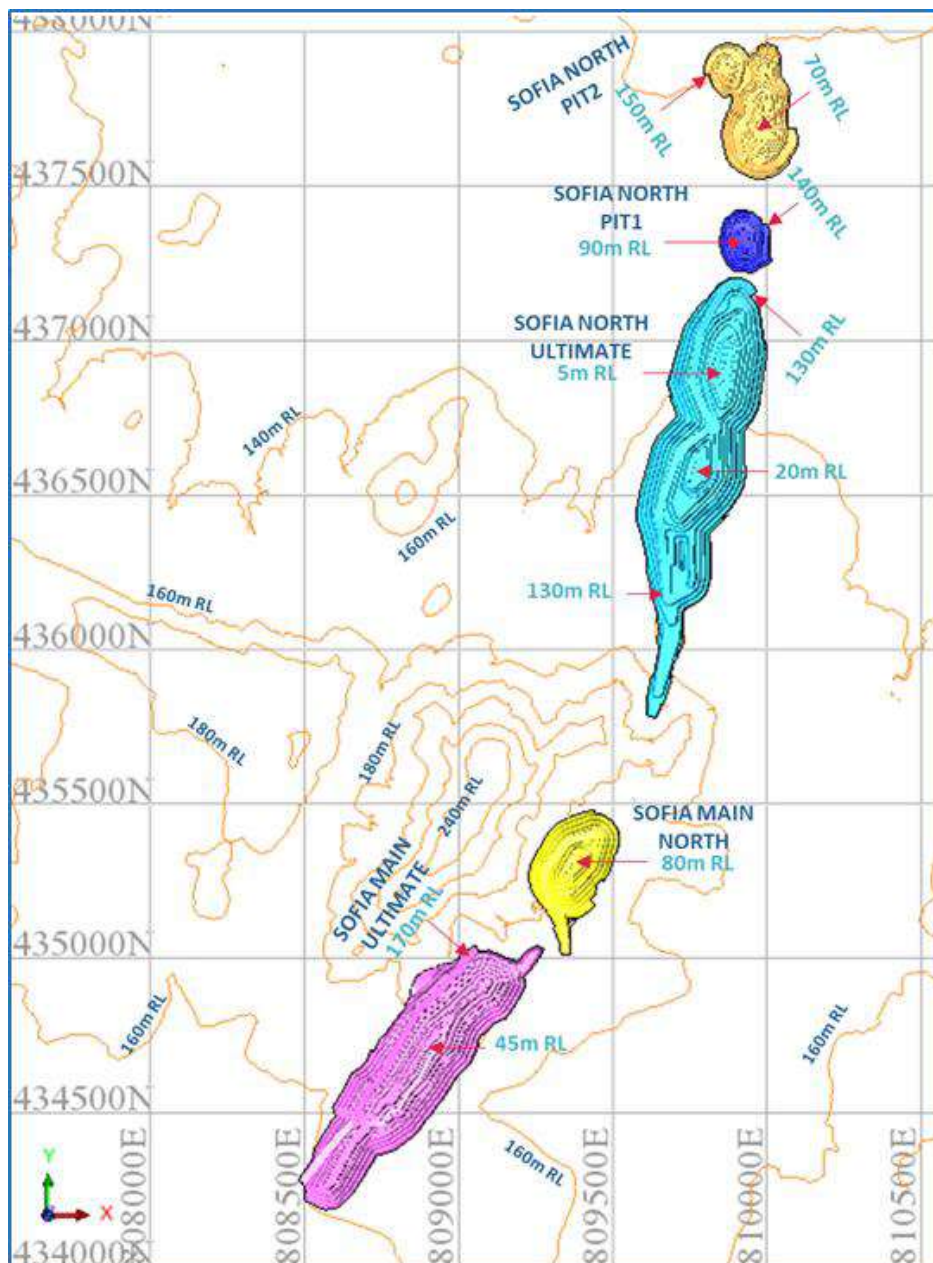 438000N
SOFIA NORTH
PIT2
150m RL
70m RL
437500N
140m RL
SOFIA NORTH
PIT1
90m RL
437000N
SOFIA NORTH
ULTIMATE
5m RL
130m RL
140m RL
436500N
20m RL
160m RL
160m RL
130m RL
436000N
180m RL
180m RL
240m RL
435500N
SOFIA MAIN
NORTH
80m RL
SOFIA MAIN
ULTIMATE
170m RL
435000N
160m RL
45m RL
160m RL
434500N
160m RL
Y
X
808000E
808500E
809000E
809500E
810000E
810500E
434000N